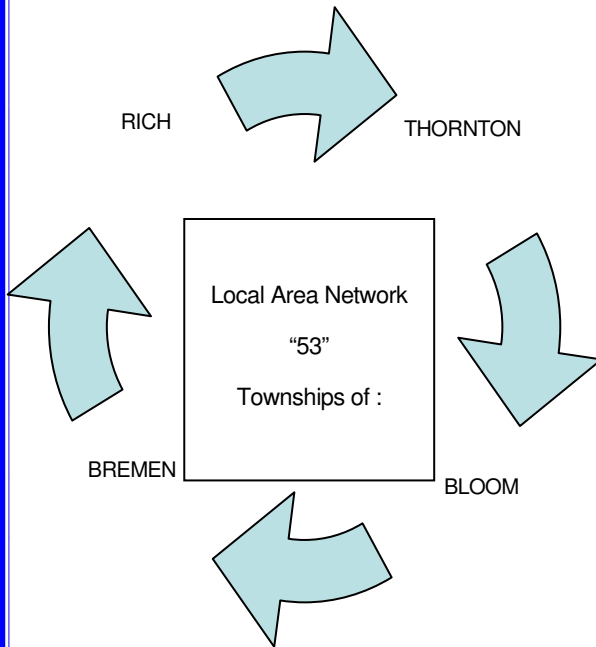 RICH
THORNTON
Local Area Network
“53”
Townships of :
BREMEN
BLOOM